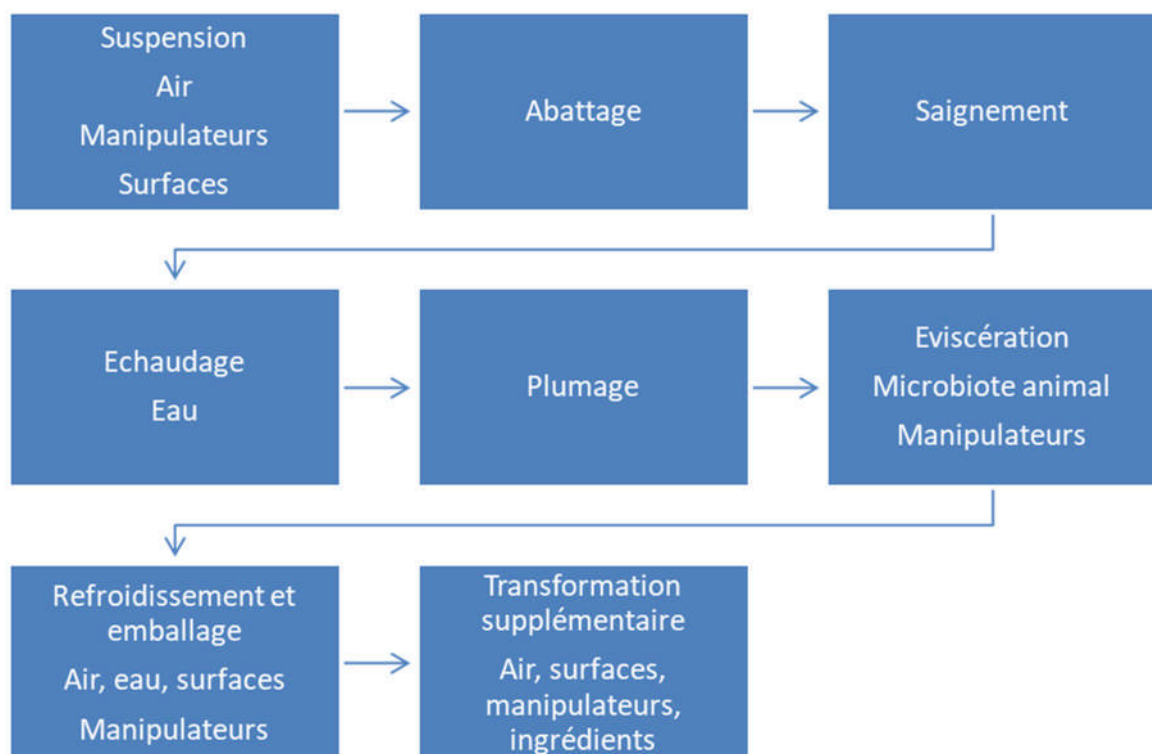 Suspension
Air
Manipulateurs
Surfaces
Abattage
Saignement
Echaudage
Eau
Plumage
Eviscération
Microbiote animal
Manipulateurs
Refroidissement et
emballage
Air, eau, surfaces
Manipulateurs
Transformation
supplémentaire
Air, surfaces,
manipulateurs,
ingrédients